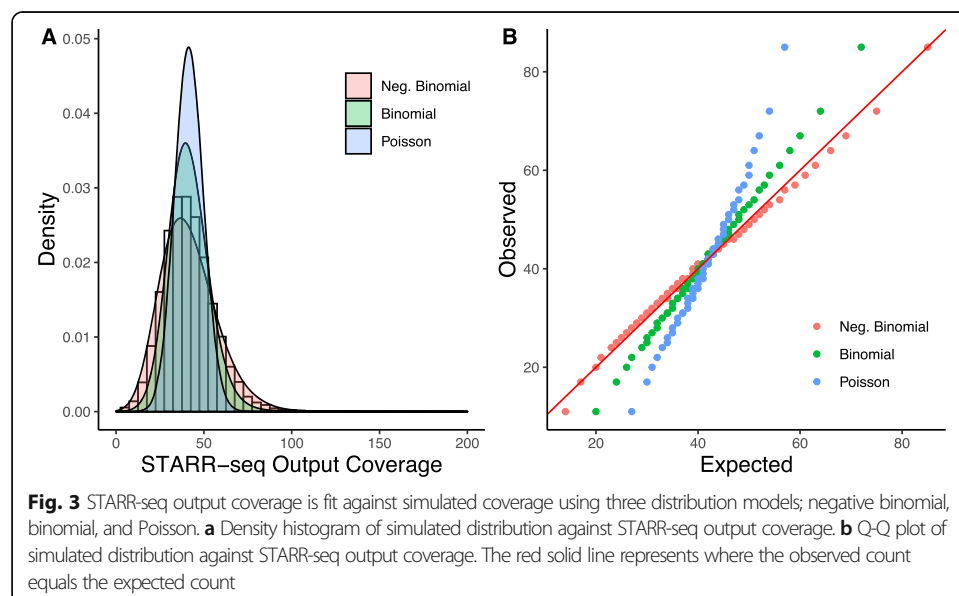 A
B
0.05
0.04
0.03
0.02
0.01
0.00
Density
0
50
100
150
200
STARR−seq Output Coverage
Neg. Binomial
Binomial
Poisson
80
60
40
20
Observed
20
40
60
80
Expected
Neg. Binomial
Binomial
Poisson
Fig. 3 STARR-seq output coverage is fit against simulated coverage using three distribution models; negative binomial,
binomial, and Poisson. a Density histogram of simulated distribution against STARR-seq output coverage. b Q-Q plot of
simulated distribution against STARR-seq output coverage. The red solid line represents where the observed count
equals the expected count